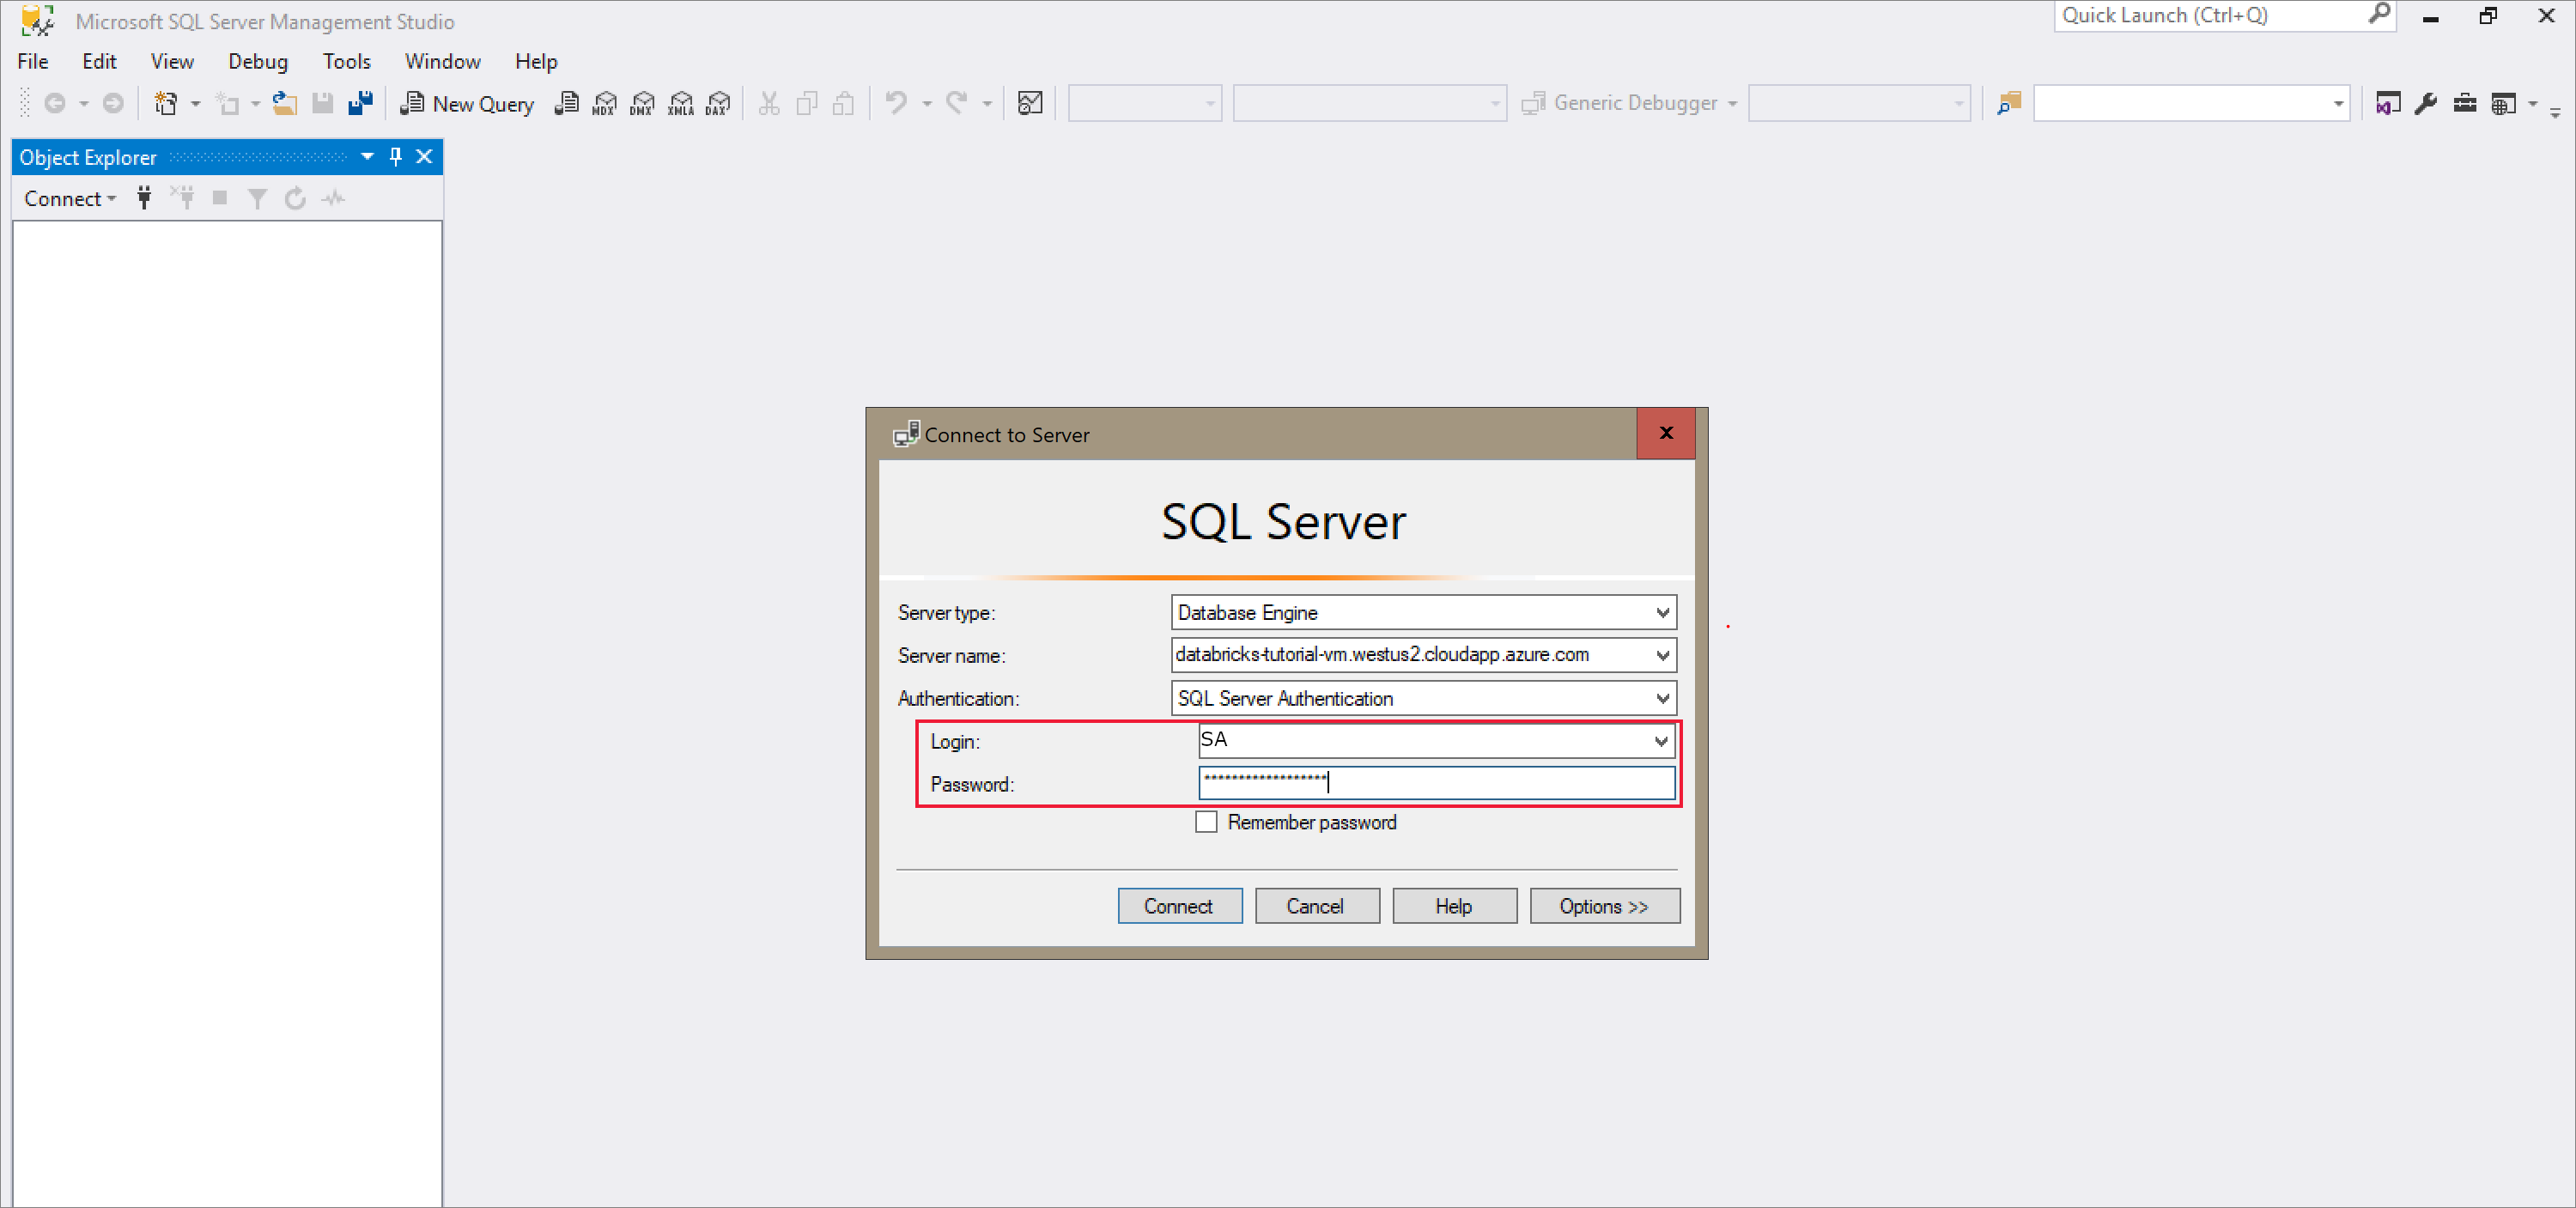 Microsoft SQL Server Management Studio
Quick Launch (Ctrl+Q)
File Edit View Debug Tools Window Help
New Query MDX DMX XMLA DAX Generic Debugger
Object Explorer
Connect
Connect to Server
SQL Server
Server type: Database Engine
Server name: databricks-tutorial-vm.westus2.cloudapp.azure.com
Authentication: SQL Server Authentication
Login: SA
Password: ******************
Remember password
Connect Cancel Help Options >>